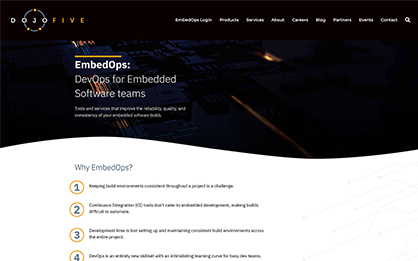 DOJO FIVE
EmbedOps Login Products Services About Careers Blog Partners Events Contact
EmbedOps:
DevOps for Embedded
Software teams
Tools and services that improve the reliability, quality, and
consistency of your embedded software builds
Why EmbedOps?
1 Keeping build environments consistent throughout a project is a challenge.
2 Continuous Integration (CI) tools don't cater to embedded development, making builds
difficult to automate.
3 Development time is lost setting up and maintaining consistent build environments across
the entire project.
4 DevOps is an entirely new skillset with an intimidating learning curve for busy dev teams.